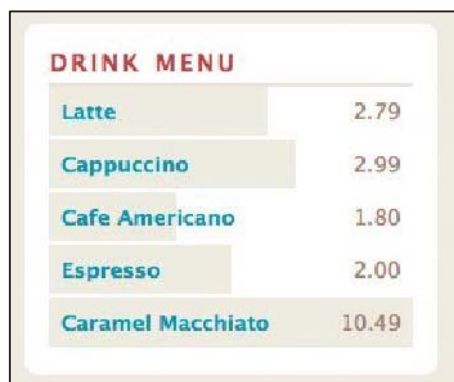 DRINK MENU
Latte 2.79
Cappuccino 2.99
Cafe Americano 1.80
Espresso 2.00
Caramel Macchiato 10.49